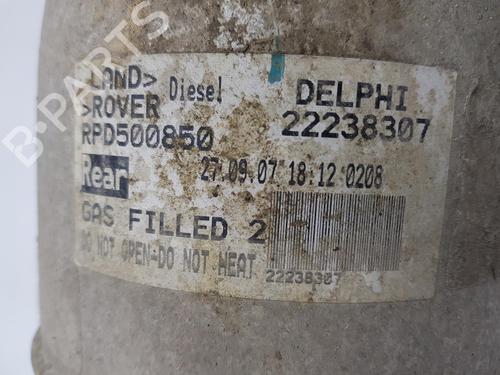 B-PARTS
LAND> Diesel DELPHI
>ROVER 22238307
RPD500850
Rear 27.09.07 18:12 0208
GAS FILLED 2
DO NOT OPEN-DO NOT HEAT
22238307